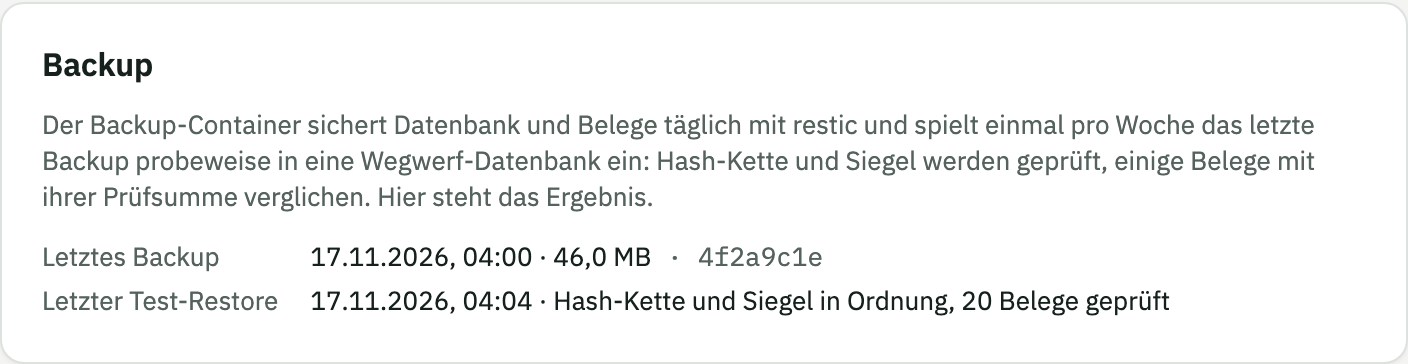 Backup
Der Backup-Container sichert Datenbank und Belege täglich mit restic und spielt einmal pro Woche das letzte
Backup probeweise in eine Wegwerf-Datenbank ein: Hash-Kette und Siegel werden geprüft, einige Belege mit
ihrer Prüfsumme verglichen. Hier steht das Ergebnis.
Letztes Backup 17.11.2026, 04:00 · 46,0 MB · 4f2a9c1e
Letzter Test-Restore 17.11.2026, 04:04 · Hash-Kette und Siegel in Ordnung, 20 Belege geprüft